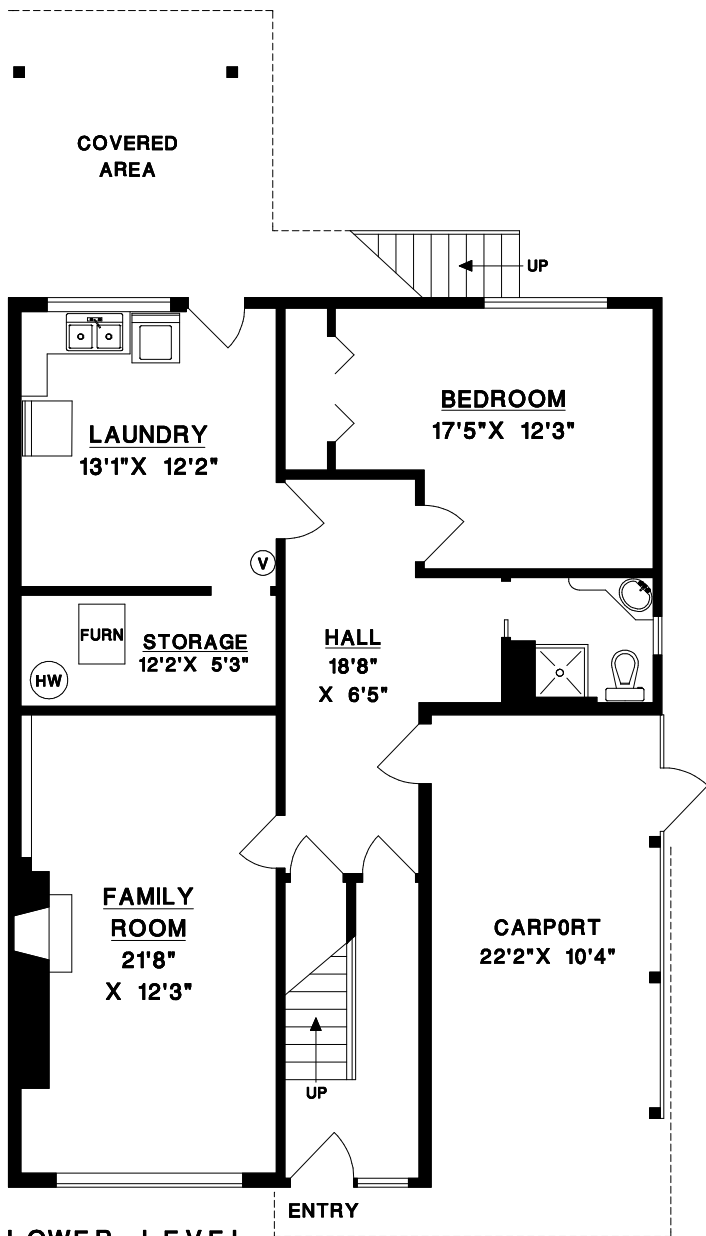 COVERED
AREA
UP
BEDROOM
17'5"X 12'3"
LAUNDRY
13'1"X 12'2"
V
FURN
STORAGE
12'2'X 5'3"
HW
HALL
18'8"
X 6'5"
FAMILY
ROOM
21'8"
X 12'3"
CARPORT
22'2"X 10'4"
UP
ENTRY
LOWER LEVEL